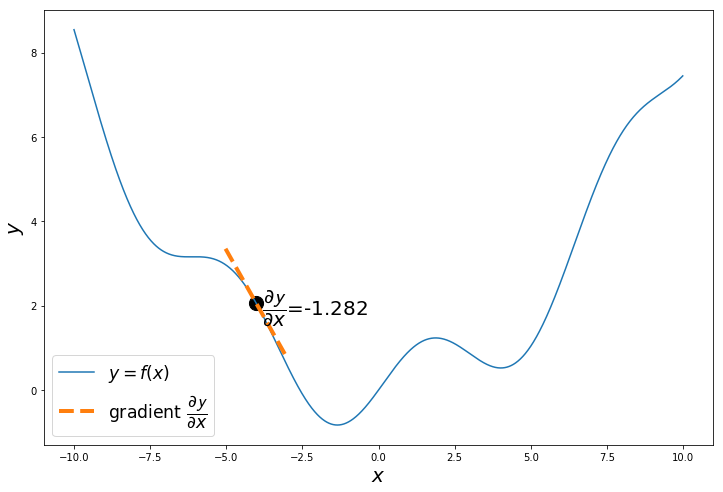 8
6
4
2
0
y
∂y/∂x=-1.282
y = f(x)
gradient ∂y/∂x
−10.0 −7.5 −5.0 −2.5 0.0 2.5 5.0 7.5 10.0
x